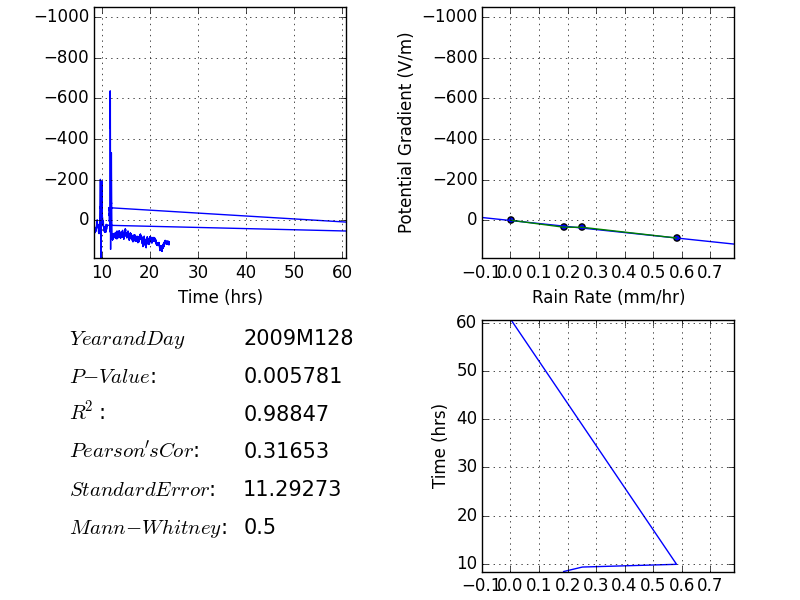 −1000
−800
−600
−400
−200
0
10 20 30 40 50 60
Time (hrs)
Potential Gradient (V/m)
−1000
−800
−600
−400
−200
0
−0.1 0.0 0.1 0.2 0.3 0.4 0.5 0.6 0.7
Rain Rate (mm/hr)
YearandDay 2009M128
P−Value: 0.005781
R²: 0.98847
Pearson'sCor: 0.31653
StandardError: 11.29273
Mann−Whitney: 0.5
Time (hrs)
60
50
40
30
20
10
−0.1 0.0 0.1 0.2 0.3 0.4 0.5 0.6 0.7